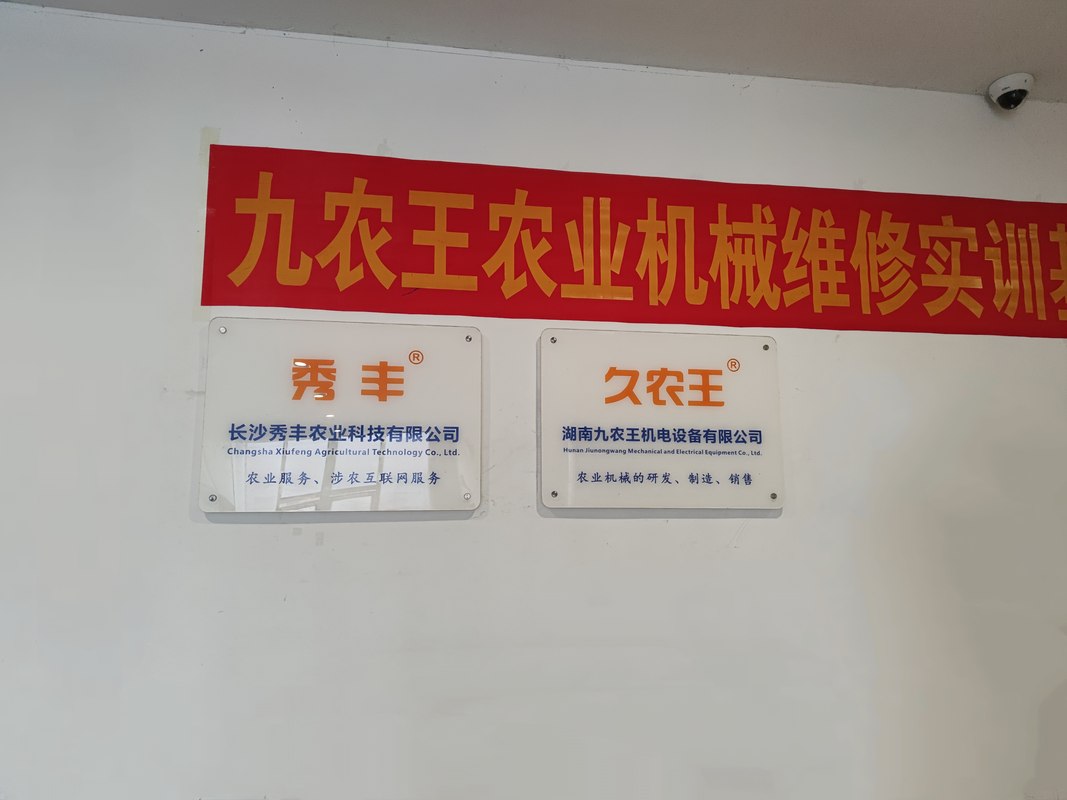 九农王农业机械维修实训基
秀丰®
长沙秀丰农业科技有限公司
Changsha Xiufeng Agricultural Technology Co., Ltd.
农业服务、涉农互联网服务
久农王®
湖南九农王机电设备有限公司
Hunan Jiunongwang Mechanical and Electrical Equipment Co., Ltd.
农业机械的研发、制造、销售